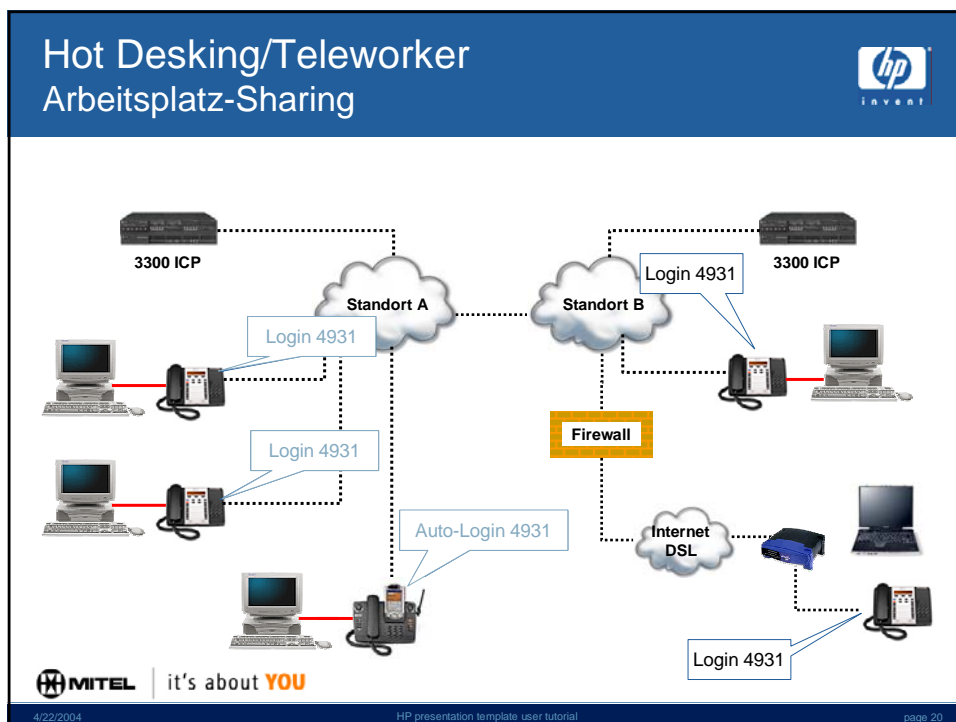 Hot Desking/Teleworker
Arbeitsplatz-Sharing
hp
invent
3300 ICP
3300 ICP
Login 4931
Standort A
Standort B
Login 4931
Firewall
Login 4931
Auto-Login 4931
Internet
DSL
Login 4931
MITEL
it's about YOU
4/22/2004
HP presentation template user tutorial
page 20